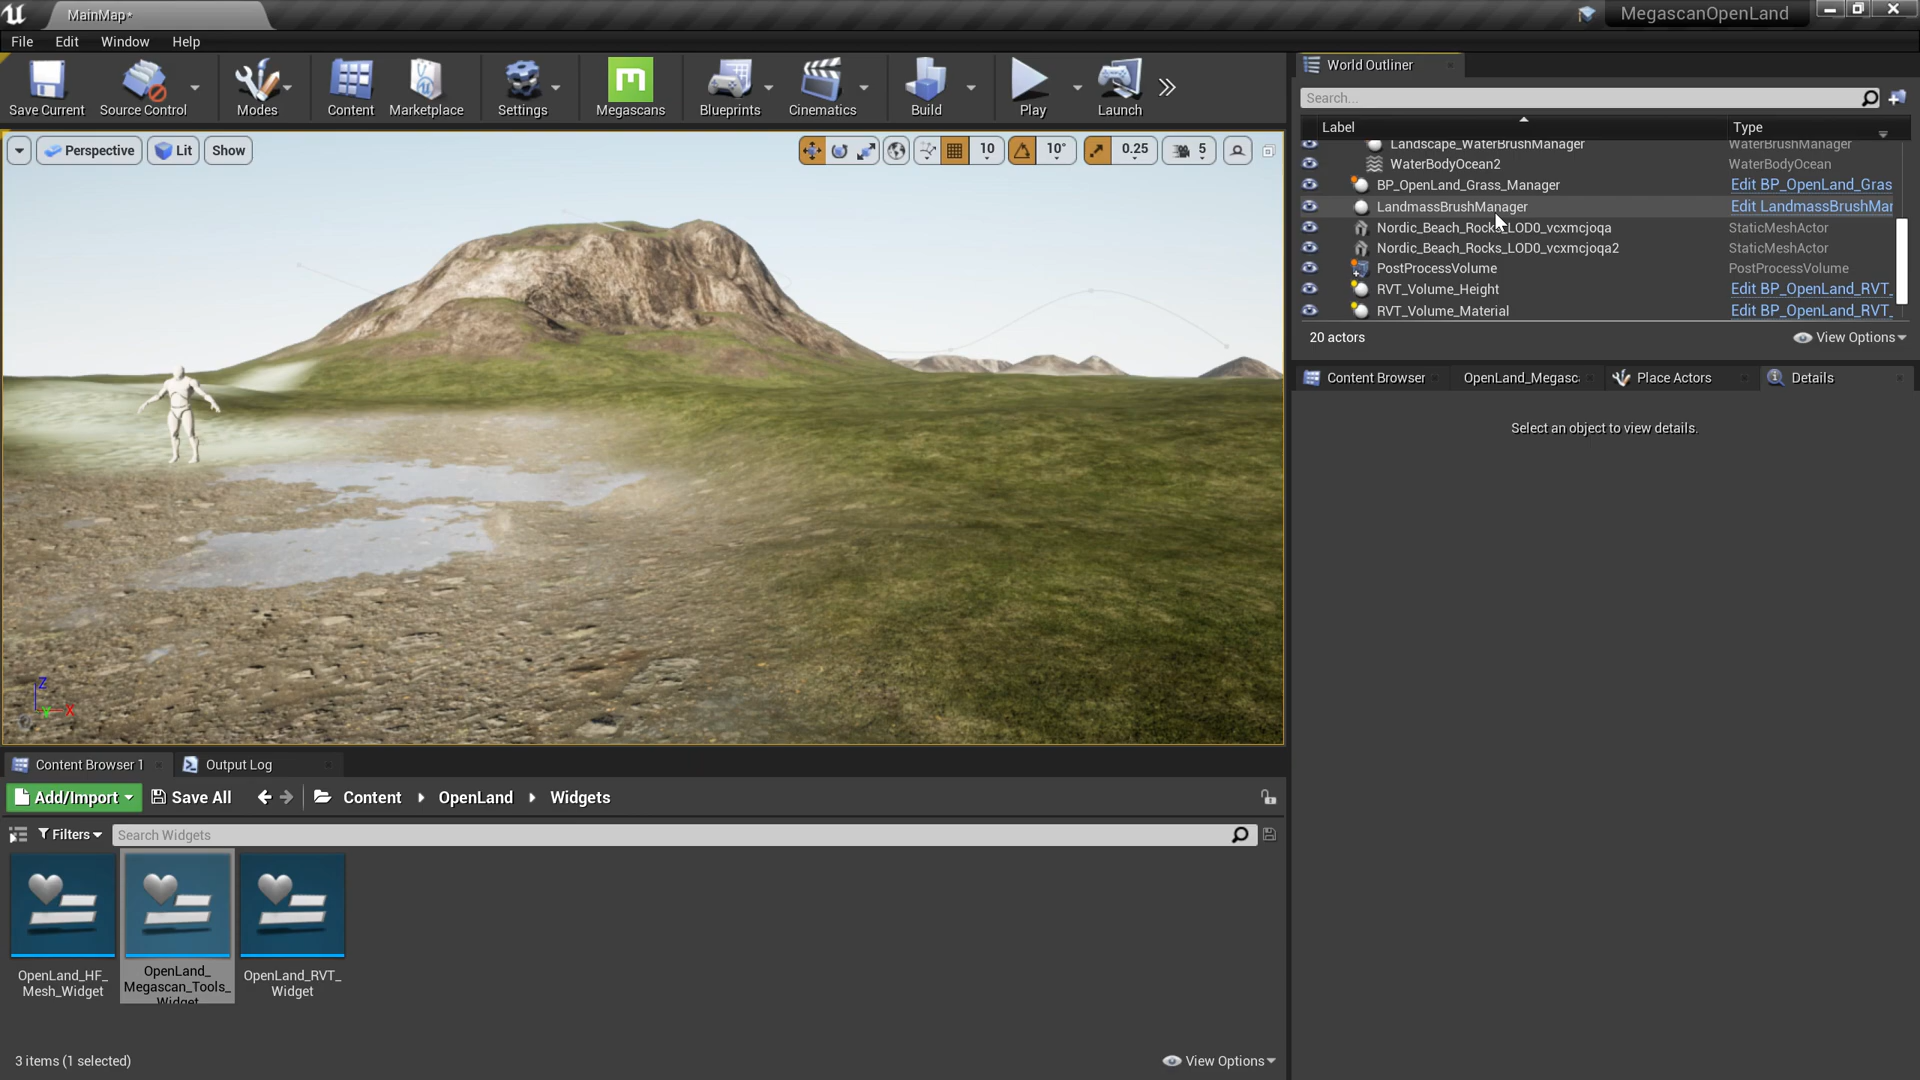 MainMap*
MegascanOpenLand
File Edit Window Help
Save Current
Source Control
Modes
Content
Marketplace
Settings
Megascans
Blueprints
Cinematics
Build
Play
Launch
Perspective
Lit
Show
10
10°
0.25
5
Z
Y
X
World Outliner
Search...
Label
Type
Landscape_WaterBrushManager WaterBrushManager
WaterBodyOcean2 WaterBodyOcean
BP_OpenLand_Grass_Manager Edit BP_OpenLand_Gras
LandmassBrushManager Edit LandmassBrushMar
Nordic_Beach_Rocks_LOD0_vcxmcjoqa StaticMeshActor
Nordic_Beach_Rocks_LOD0_vcxmcjoqa2 StaticMeshActor
PostProcessVolume PostProcessVolume
RVT_Volume_Height Edit BP_OpenLand_RVT_
RVT_Volume_Material Edit BP_OpenLand_RVT_
20 actors
View Options
Content Browser
OpenLand_Megasca
Place Actors
Details
Select an object to view details.
Content Browser 1
Output Log
Add/Import
Save All
Content
OpenLand
Widgets
Filters
Search Widgets
OpenLand_HF_
Mesh_Widget
OpenLand_
Megascan_Tools_
Widget
OpenLand_RVT_
Widget
3 items (1 selected)
View Options